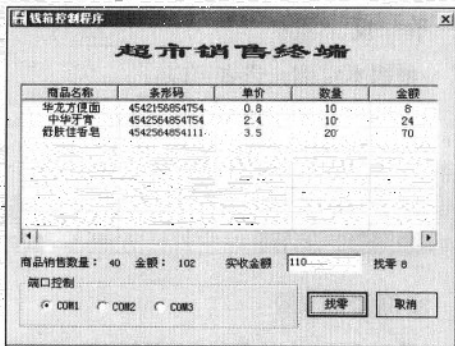 钱箱控制程序
超市销售终端
商品名称 条形码 单价 数量 金额
华龙方便面 4542156854754 0.8 10 8
中华牙膏 4542564854754 2.4 10 24
舒肤佳香皂 4542564854111 3.5 20 70
商品销售数量： 40 金额： 102 实收金额 110 找零 8
端口控制
COM1 COM2 COM3 找零 取消